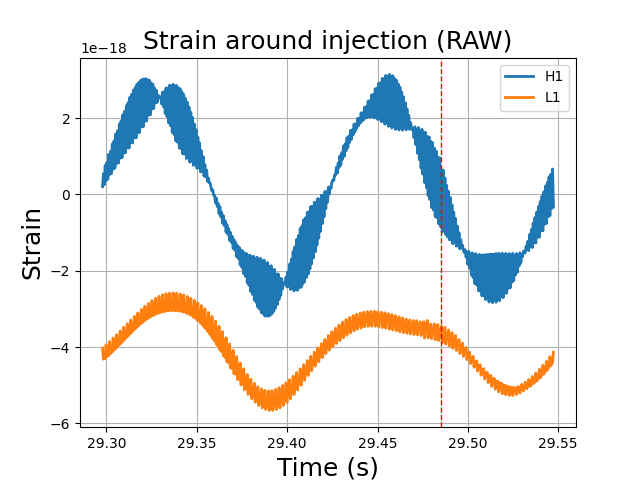 Strain around injection (RAW)
1e−18
H1
L1
Strain
2
0
−2
−4
−6
29.30 29.35 29.40 29.45 29.50 29.55
Time (s)